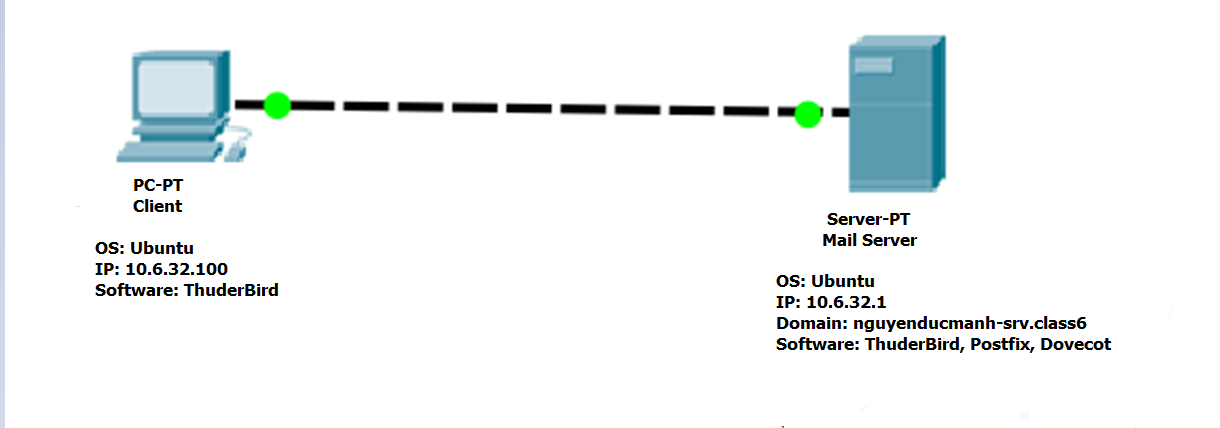 PC-PT
Client
OS: Ubuntu
IP: 10.6.32.100
Software: ThuderBird
Server-PT
Mail Server
OS: Ubuntu
IP: 10.6.32.1
Domain: nguyenducmanh-srv.class6
Software: ThuderBird, Postfix, Dovecot